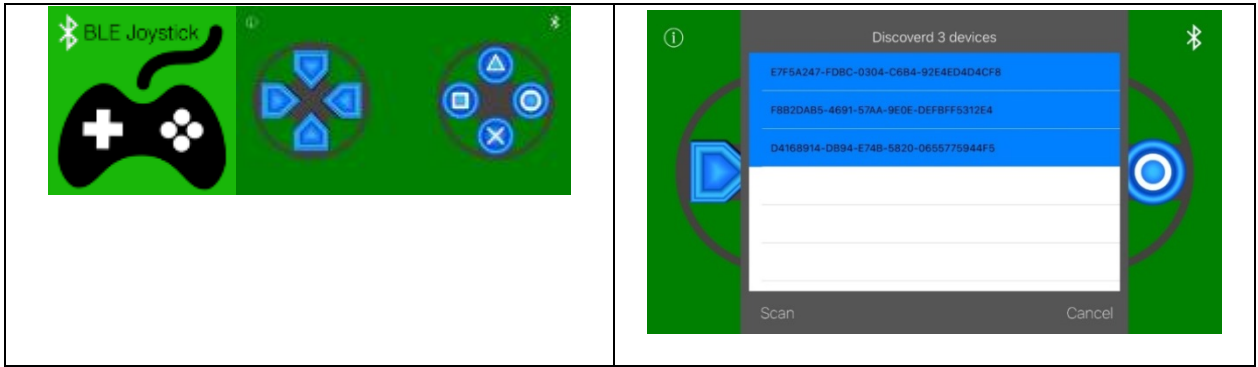 BLE Joystick
Discoverd 3 devices
E7F5A247-FDBC-0304-C684-92E4ED4D4CF8
F8B2DAB5-4691-57AA-9E0E-DEFBFF5312E4
D4168914-DB94-E74B-5820-0655775944F5
Scan
Cancel